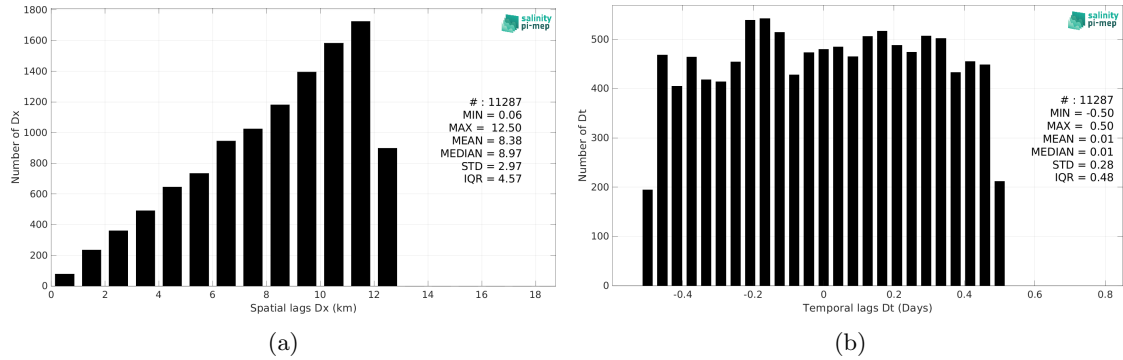 salinity
pi-mep
1800
1600
1400
1200
1000
800
600
400
200
0
Number of Dx
# : 11287
MIN = 0.06
MAX = 12.50
MEAN = 8.38
MEDIAN = 8.97
STD = 2.97
IQR = 4.57
0 2 4 6 8 10 12 14 16 18
Spatial lags Dx (km)
(a)
salinity
pi-mep
500
400
300
200
100
0
Number of Dt
# : 11287
MIN = -0.50
MAX = 0.50
MEAN = 0.01
MEDIAN = 0.01
STD = 0.28
IQR = 0.48
-0.4 -0.2 0 0.2 0.4 0.6 0.8
Temporal lags Dt (Days)
(b)